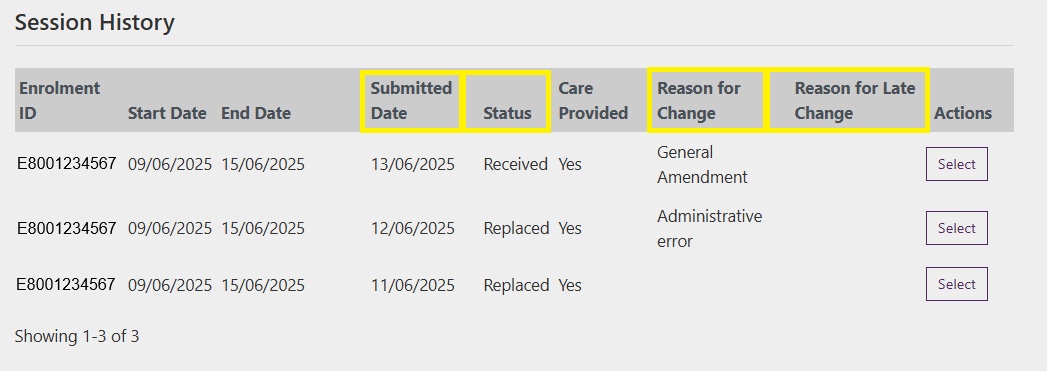 Session History
Enrolment ID Start Date End Date Submitted Date Status Care Provided Reason for Change Reason for Late Change Actions
E8001234567 09/06/2025 15/06/2025 13/06/2025 Received Yes General Amendment Select
E8001234567 09/06/2025 15/06/2025 12/06/2025 Replaced Yes Administrative error Select
E8001234567 09/06/2025 15/06/2025 11/06/2025 Replaced Yes Select
Showing 1-3 of 3